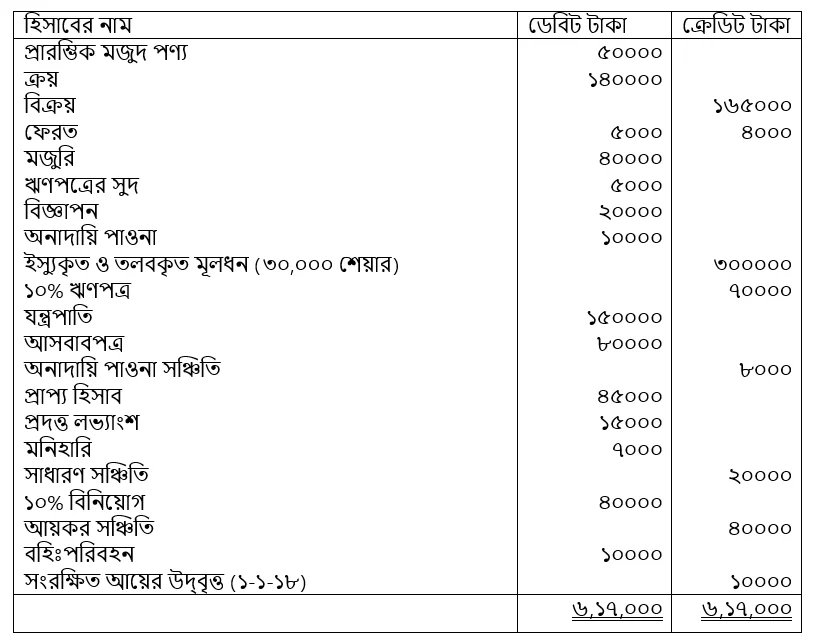 হিসাবের নাম ডেবিট টাকা ক্রেডিট টাকা
প্রারম্ভিক মজুদ পণ্য ৫০০০০
ক্রয় ১৪০০০০
বিক্রয় ১৬৫০০০
ফেরত ৫০০০ ৪০০০
মজুরি ৪০০০০
ঋণপত্রের সুদ ৫০০০
বিজ্ঞাপন ২০০০০
অনাদায়ি পাওনা ১০০০০
ইস্যুকৃত ও তলবকৃত মূলধন (৩০,০০০ শেয়ার) ৩০০০০০
১০% ঋণপত্র ৭০০০০
যন্ত্রপাতি ১৫০০০০
আসবাবপত্র ৮০০০০
অনাদায়ি পাওনা সঞ্চিতি ৮০০০
প্রাপ্য হিসাব ৪৫০০০
প্রদত্ত লভ্যাংশ ১৫০০০
মনিহারি ৭০০০
সাধারণ সঞ্চিতি ২০০০০
১০% বিনিয়োগ ৪০০০০
আয়কর সঞ্চিতি ৪০০০০
বহিঃপরিবহন ১০০০০
সংরক্ষিত আয়ের উদ্‌বৃত্ত (১-১-১৮) ১০০০০
৬,১৭,০০০ ৬,১৭,০০০